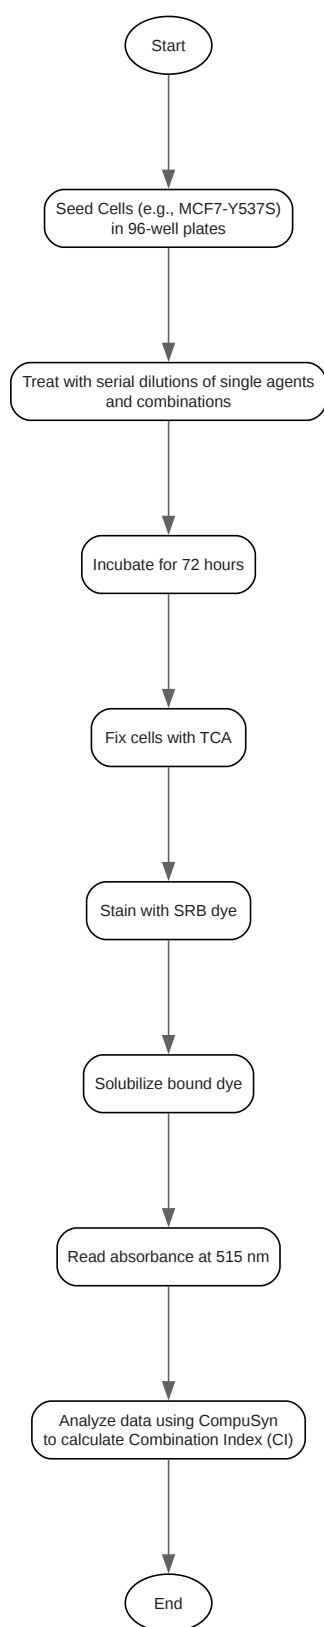 Start
Seed Cells (e.g., MCF7-Y537S)
in 96-well plates
Treat with serial dilutions of single agents
and combinations
Incubate for 72 hours
Fix cells with TCA
Stain with SRB dye
Solubilize bound dye
Read absorbance at 515 nm
Analyze data using CompuSyn
to calculate Combination Index (CI)
End